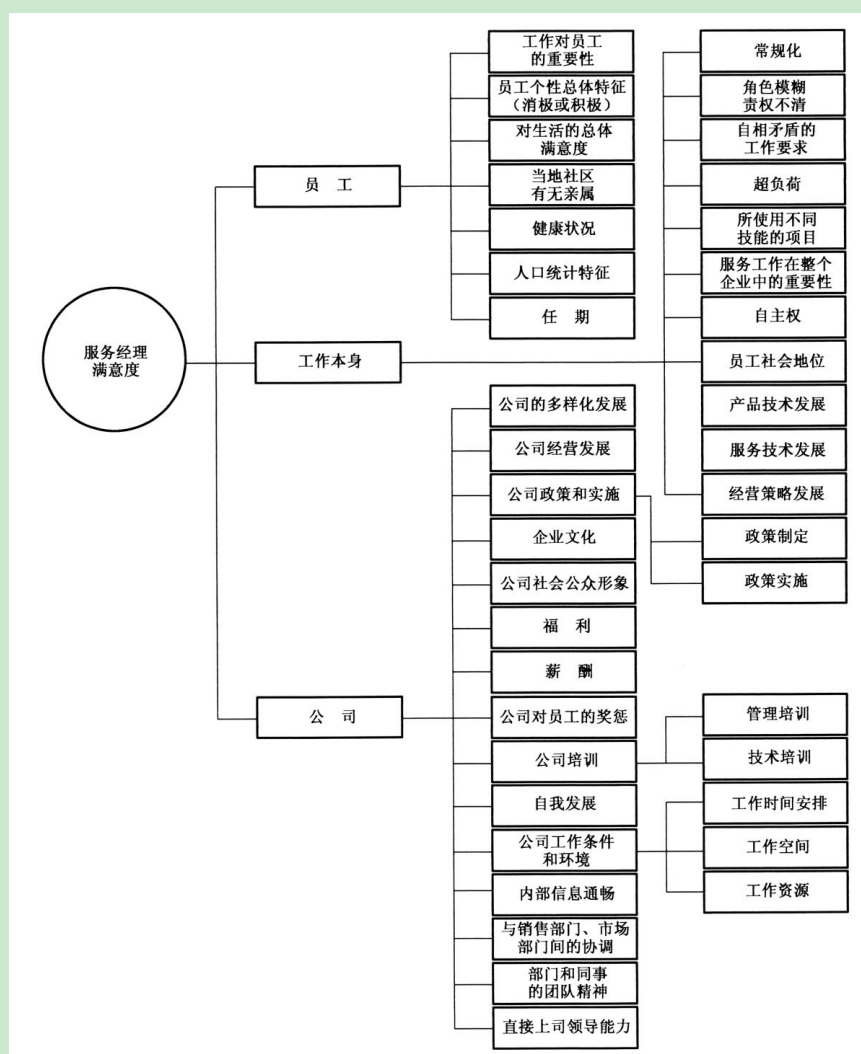 服务经理
满意度
员 工
工作对员工
的重要性
员工个性总体特征
（消极或积极）
对生活的总体
满意度
当地社区
有无亲属
健康状况
人口统计特征
任 期
工作本身
常规化
角色模糊
责权不清
自相矛盾的
工作要求
超负荷
所使用不同
技能的项目
服务工作在整个
企业中的重要性
自主权
员工社会地位
产品技术发展
服务技术发展
经营策略发展
公 司
公司的多样化发展
公司经营发展
公司政策和实施
政策制定
政策实施
企业文化
公司社会公众形象
福 利
薪 酬
公司对员工的奖惩
公司培训
管理培训
技术培训
自我发展
公司工作条件
和环境
工作时间安排
工作空间
工作资源
内部信息通畅
与销售部门、市场
部门间的协调
部门和同事
的团队精神
直接上司领导能力